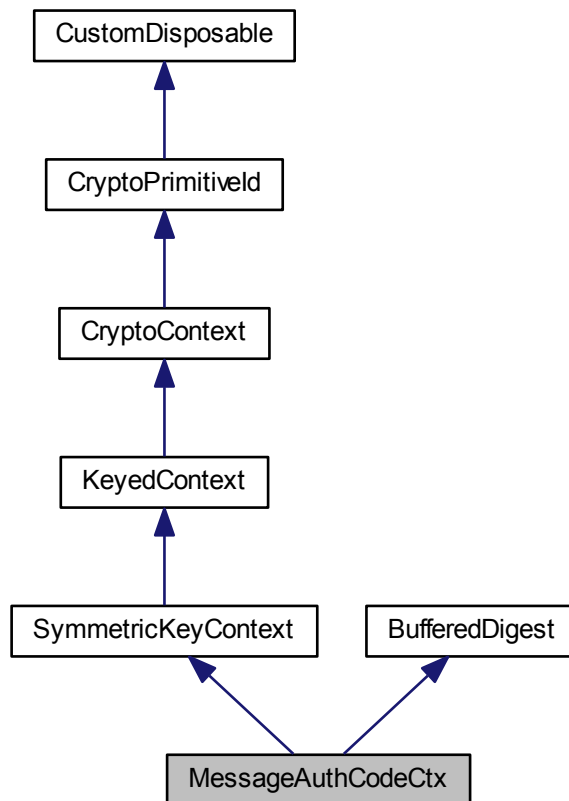 CustomDisposable
CryptoPrimitiveId
CryptoContext
KeyedContext
SymmetricKeyContext
BufferedDigest
MessageAuthCodeCtx